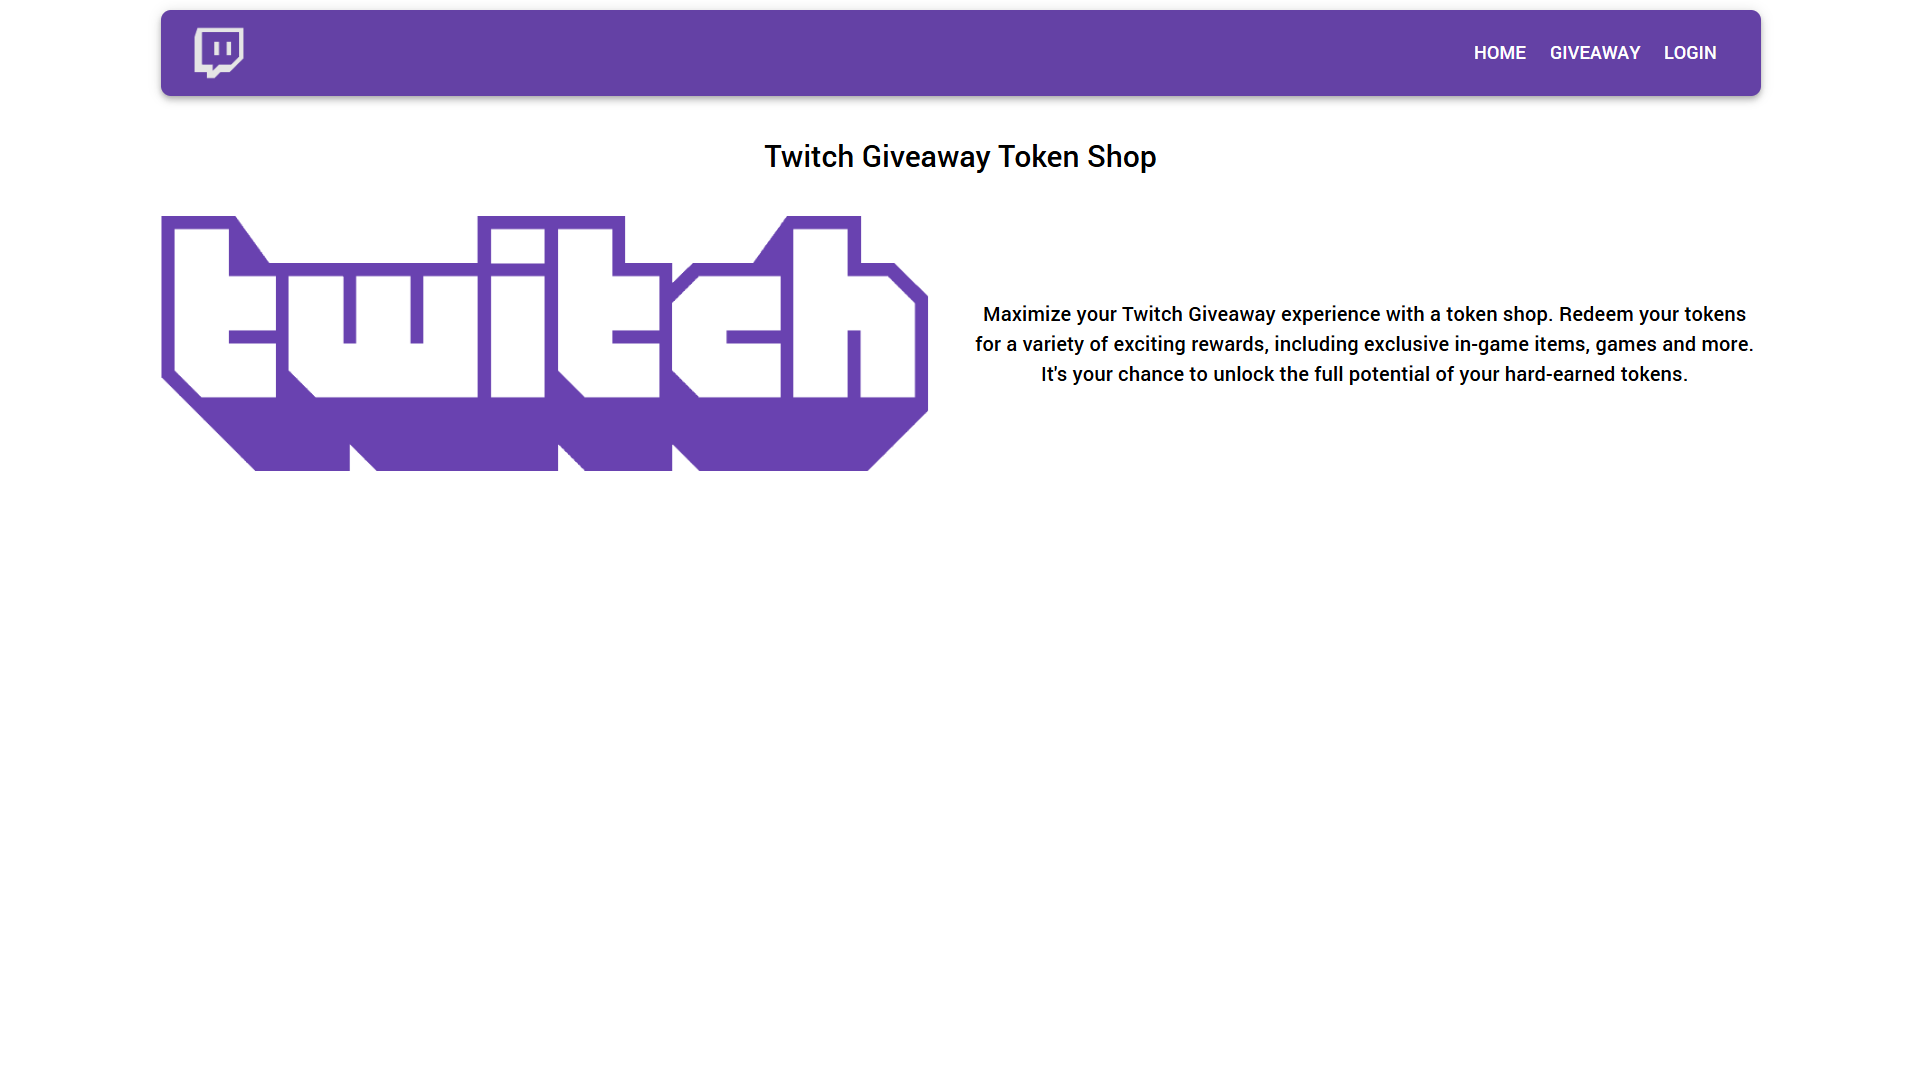 HOME GIVEAWAY LOGIN
Twitch Giveaway Token Shop
twitch
Maximize your Twitch Giveaway experience with a token shop. Redeem your tokens
for a variety of exciting rewards, including exclusive in-game items, games and more.
It's your chance to unlock the full potential of your hard-earned tokens.